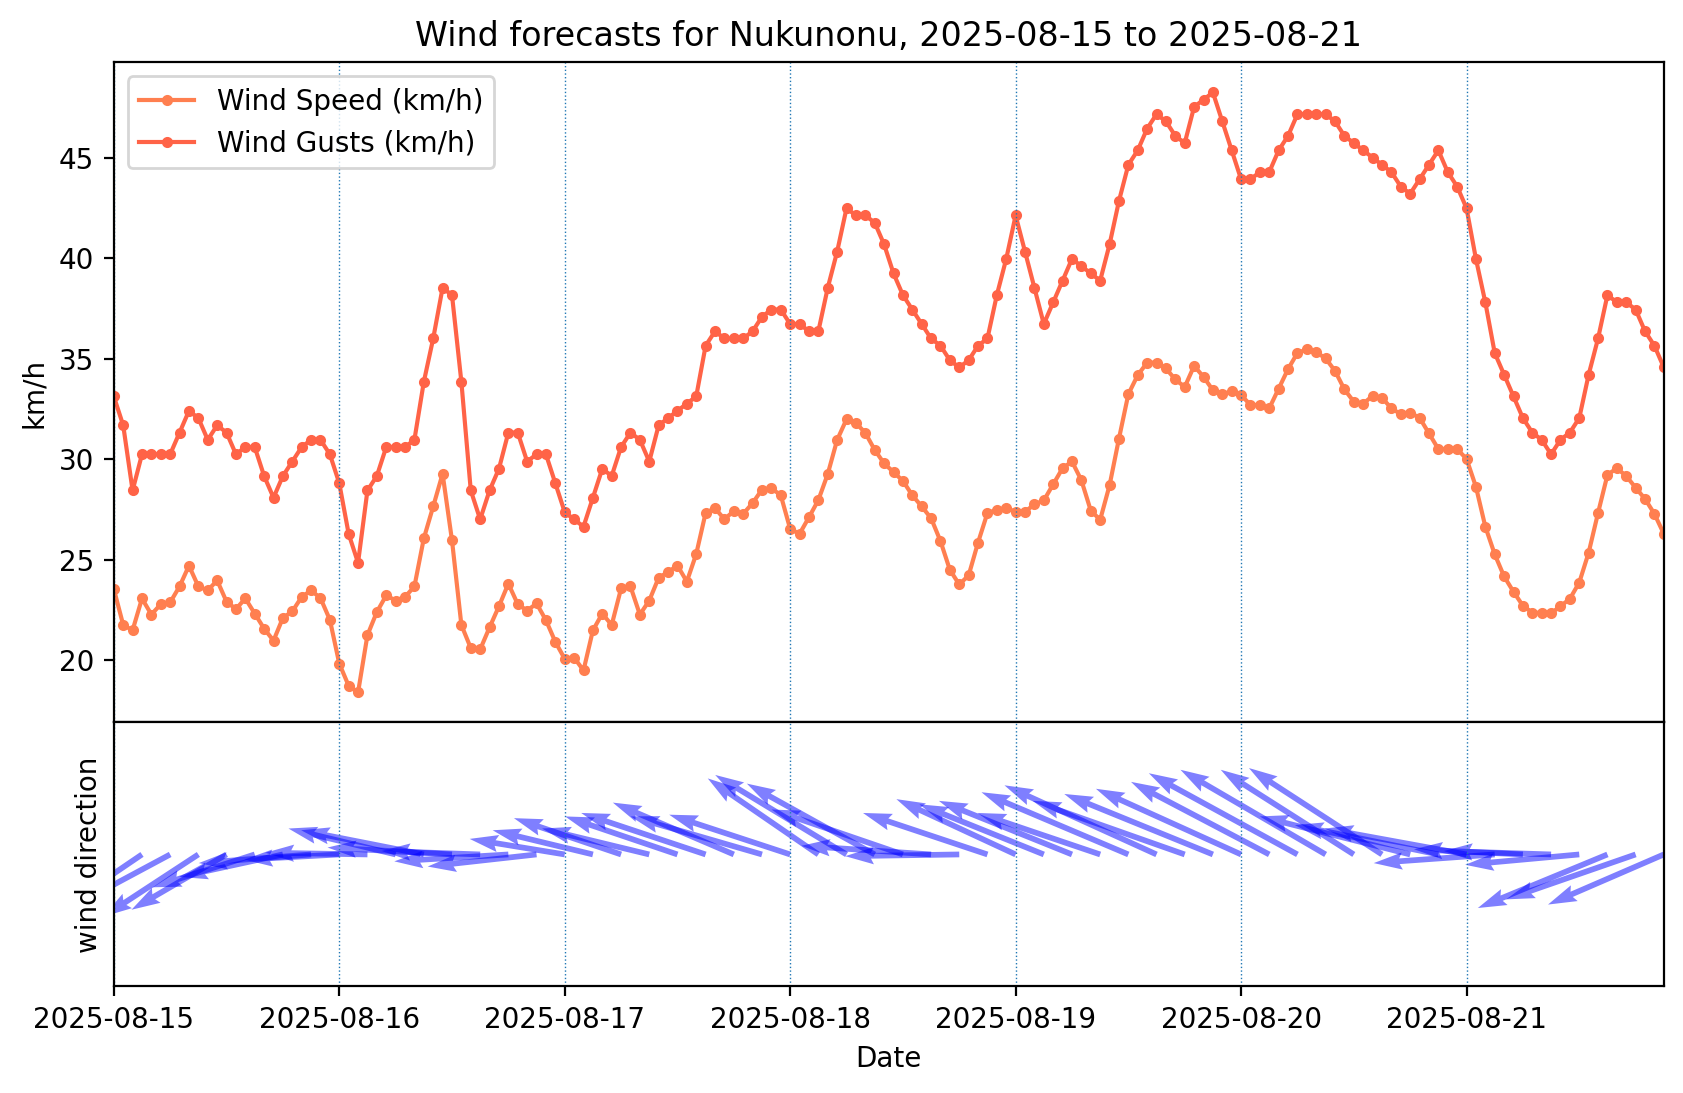 Wind forecasts for Nukunonu, 2025-08-15 to 2025-08-21
Wind Speed (km/h)
Wind Gusts (km/h)
45
40
35
30
25
20
km/h
wind direction
2025-08-15
2025-08-16
2025-08-17
2025-08-18
2025-08-19
2025-08-20
2025-08-21
Date